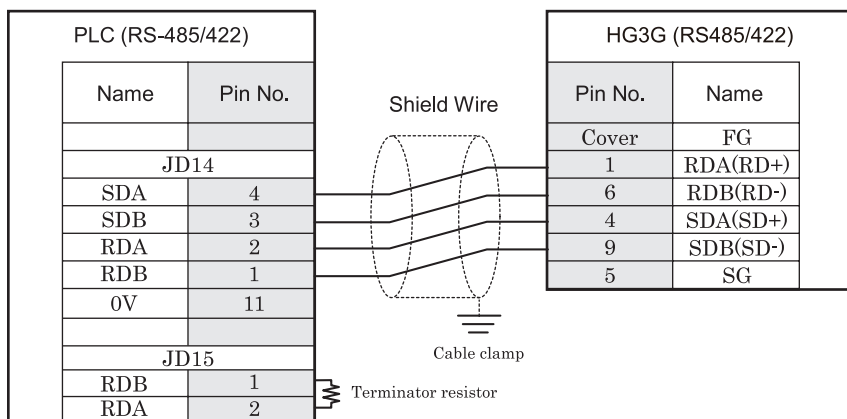 PLC (RS-485/422)
Name Pin No.
JD14
SDA 4
SDB 3
RDA 2
RDB 1
0V 11
JD15
RDB 1
RDA 2
Shield Wire
Cable clamp
Terminator resistor
HG3G (RS485/422)
Pin No. Name
Cover FG
1 RDA(RD+)
6 RDB(RD-)
4 SDA(SD+)
9 SDB(SD-)
5 SG